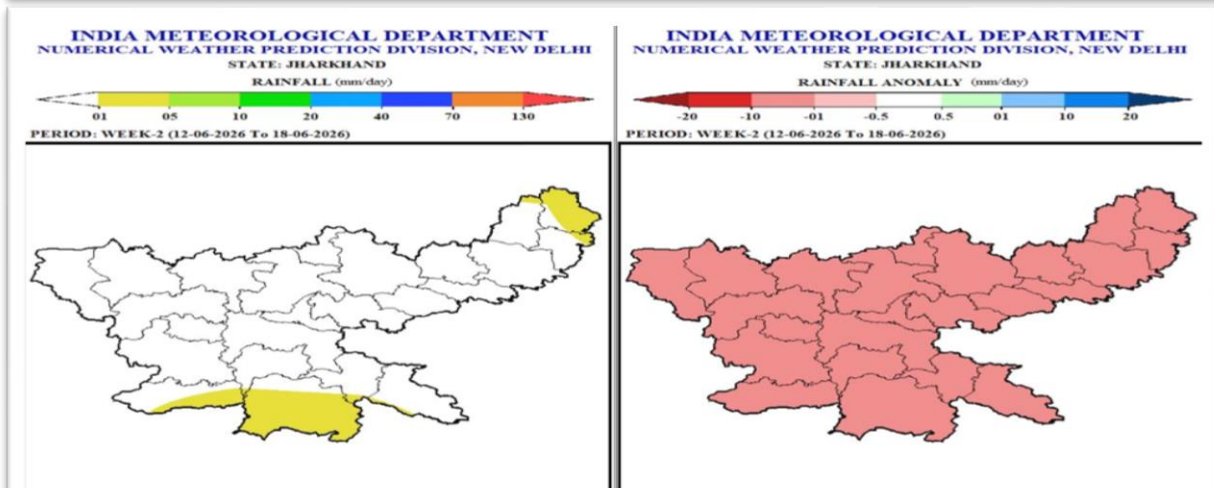 INDIA METEOROLOGICAL DEPARTMENT
NUMERICAL WEATHER PREDICTION DIVISION, NEW DELHI
STATE: JHARKHAND
RAINFALL (mm/day)
01 05 10 20 40 70 130
PERIOD: WEEK-2 (12-06-2026 To 18-06-2026)
INDIA METEOROLOGICAL DEPARTMENT
NUMERICAL WEATHER PREDICTION DIVISION, NEW DELHI
STATE: JHARKHAND
RAINFALL ANOMALY (mm/day)
-20 -10 -01 -0.5 0.5 01 10 20
PERIOD: WEEK-2 (12-06-2026 To 18-06-2026)